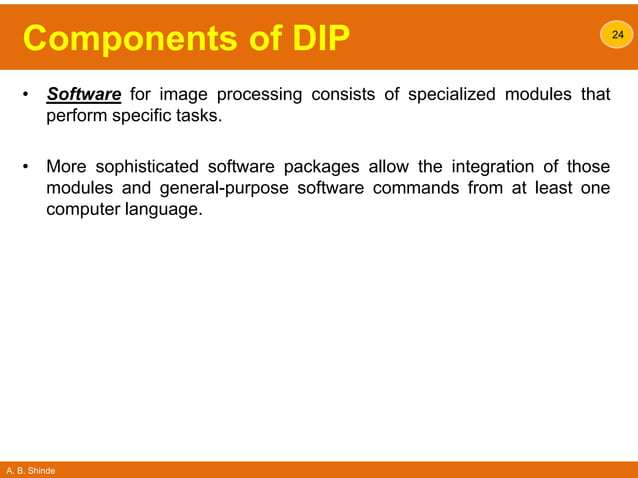 Components of DIP
24
• Software for image processing consists of specialized modules that
perform specific tasks.
• More sophisticated software packages allow the integration of those
modules and general-purpose software commands from at least one
computer language.
A. B. Shinde